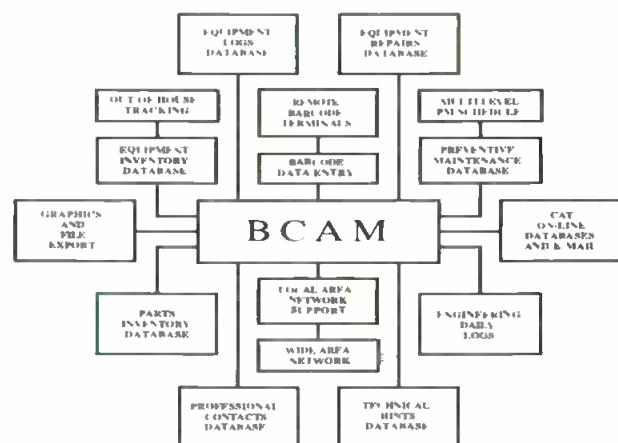 EQUIPMENT
LOGS
DATABASE
EQUIPMENT
REPAIRS
DATABASE
OUT OF HOUSE
TRACKING
REMOTE
BARCODE
TERMINALS
MULTILEVEL
PM SCHEDULE
EQUIPMENT
INVENTORY
DATABASE
BARCODE
DATA ENTRY
PREVENTIVE
MAINTENANCE
DATABASE
GRAPHICS
AND
FILE
EXPORT
BCAM
CAT
ON-LINE
DATABASES
AND E MAIL
PARTS
INVENTORY
DATABASE
LOCAL AREA
NETWORK
SUPPORT
ENGINEERING
DAILY
LOGS
WIDE AREA
NETWORK
PROFESSIONAL
CONTACTS
DATABASE
TECHNICAL
HINTS
DATABASE